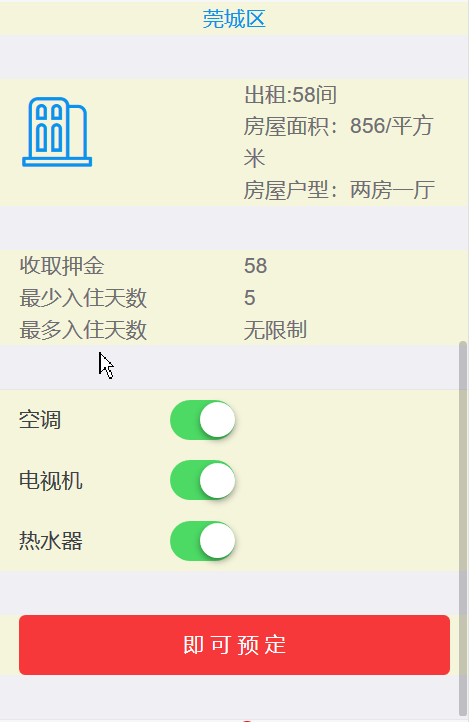 莞城区
出租:58间
房屋面积：856/平方
米
房屋户型：两房一厅
收取押金 58
最少入住天数 5
最多入住天数 无限制
空调
电视机
热水器
即可预定